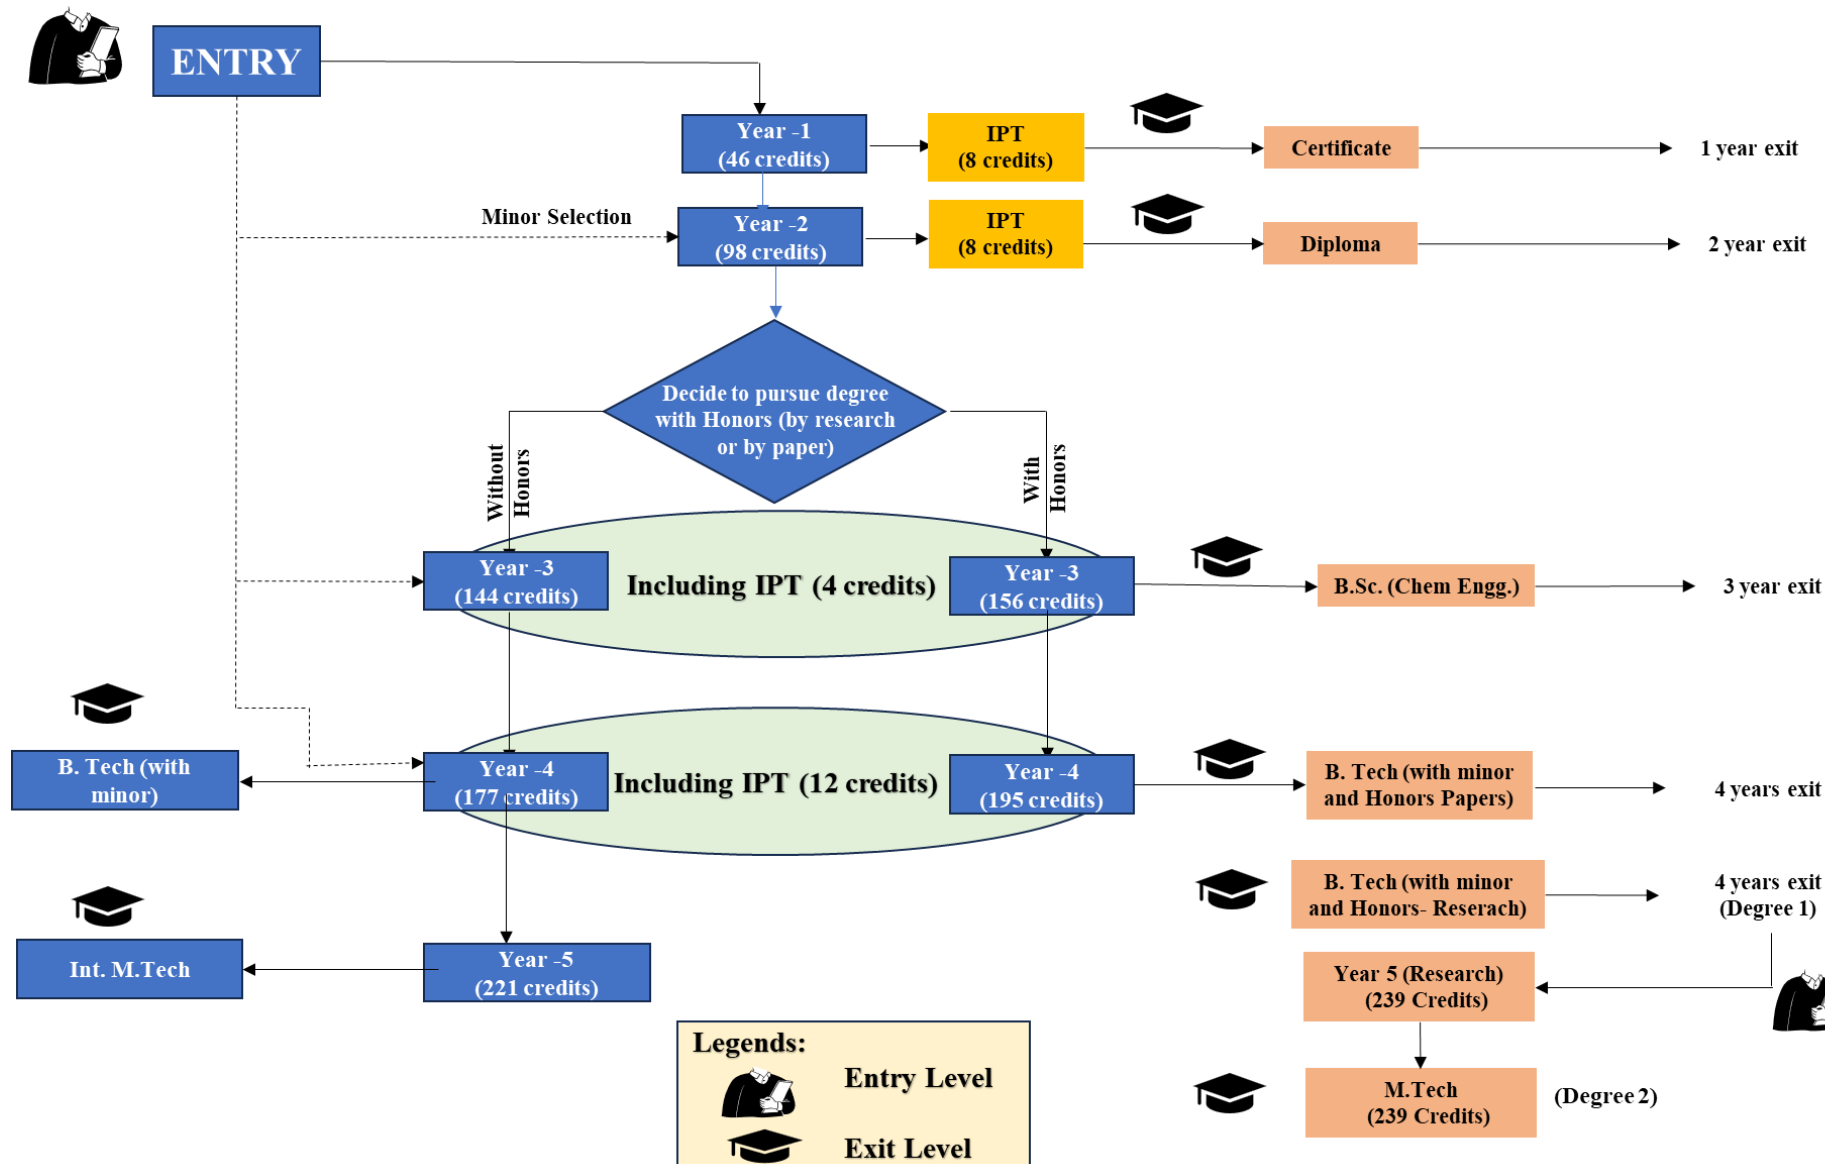 ENTRY
Year -1
(46 credits)
IPT
(8 credits)
Certificate
1 year exit
Minor Selection
Year -2
(98 credits)
IPT
(8 credits)
Diploma
2 year exit
Decide to pursue degree
with Honors (by research
or by paper)
Without
Honors
With
Honors
Year -3
(144 credits)
Including IPT (4 credits)
Year -3
(156 credits)
B.Sc. (Chem Engg.)
3 year exit
B. Tech (with
minor)
Year -4
(177 credits)
Including IPT (12 credits)
Year -4
(195 credits)
B. Tech (with minor
and Honors Papers)
4 years exit
B. Tech (with minor
and Honors- Reserach)
4 years exit
(Degree 1)
Int. M.Tech
Year -5
(221 credits)
Year 5 (Research)
(239 Credits)
M.Tech
(239 Credits)
(Degree 2)
Legends:
Entry Level
Exit Level